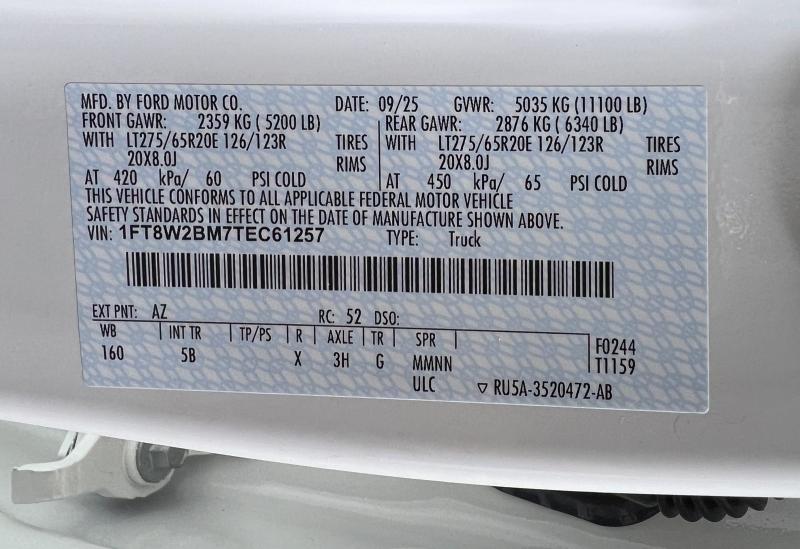 MFD. BY FORD MOTOR CO. DATE: 09/25 GVWR: 5035 KG (11100 LB)
FRONT GAWR: 2359 KG ( 5200 LB) REAR GAWR: 2876 KG ( 6340 LB)
WITH LT275/65R20E 126/123R TIRES WITH LT275/65R20E 126/123R TIRES
20X8.0J RIMS 20X8.0J RIMS
AT 420 kPa/ 60 PSI COLD AT 450 kPa/ 65 PSI COLD
THIS VEHICLE CONFORMS TO ALL APPLICABLE FEDERAL MOTOR VEHICLE
SAFETY STANDARDS IN EFFECT ON THE DATE OF MANUFACTURE SHOWN ABOVE.
VIN: 1FT8W2BM7TEC61257 TYPE: Truck
EXT PNT: AZ RC: 52 DSO:
WB INT TR TP/PS R AXLE TR SPR F0244
160 5B X 3H G MMNN T1159
ULC ▽ RU5A-3520472-AB